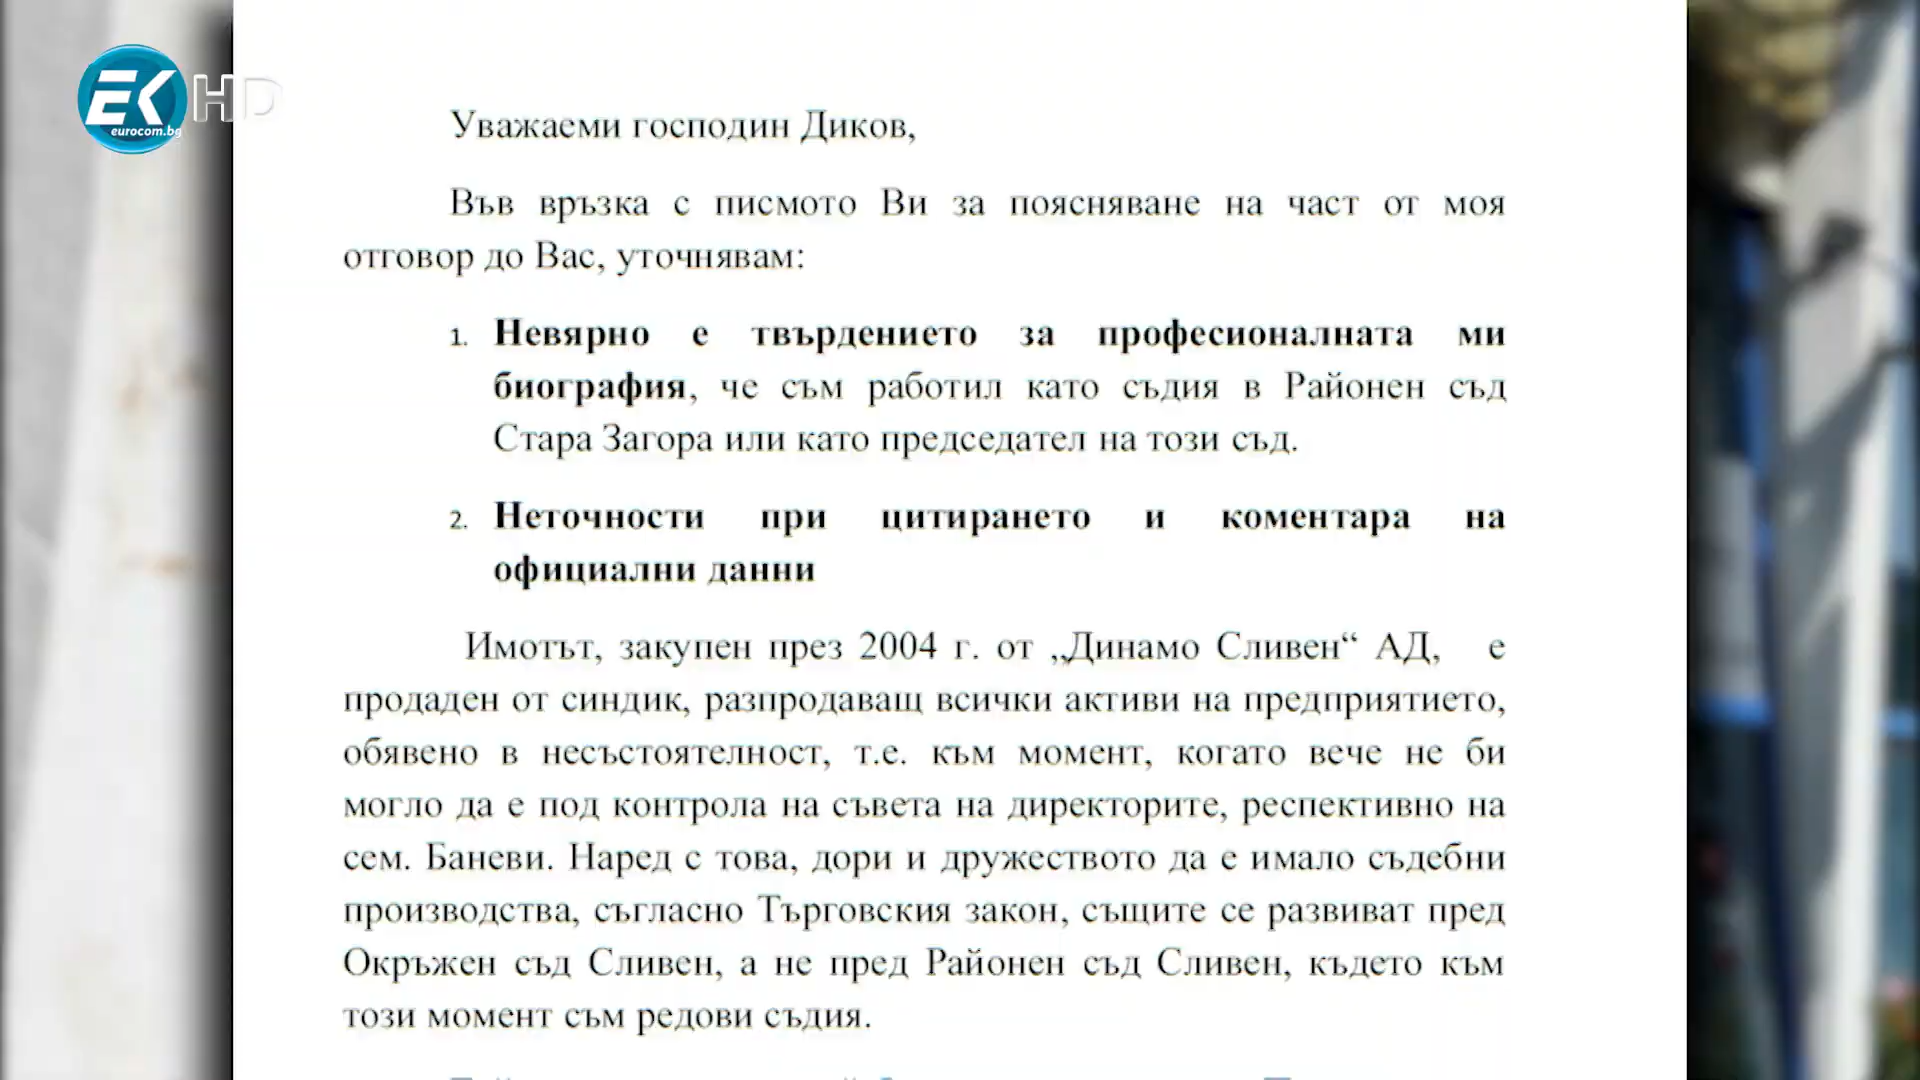 EK HD
eurocom.bg
Уважаеми господин Диков,
Във връзка с писмото Ви за поясняване на част от моя
отговор до Вас, уточнявам:
1. Невярно е твърдението за професионалната ми
биография, че съм работил като съдия в Районен съд
Стара Загора или като председател на този съд.
2. Неточности при цитирането и коментара на
официални данни
Имотът, закупен през 2004 г. от „Динамо Сливен“ АД, е
продаден от синдик, разпродаващ всички активи на предприятието,
обявено в несъстоятелност, т.е. към момент, когато вече не би
могло да е под контрола на съвета на директорите, респективно на
сем. Баневи. Наред с това, дори и дружеството да е имало съдебни
производства, съгласно Търговския закон, същите се развиват пред
Окръжен съд Сливен, а не пред Районен съд Сливен, където към
този момент съм редови съдия.